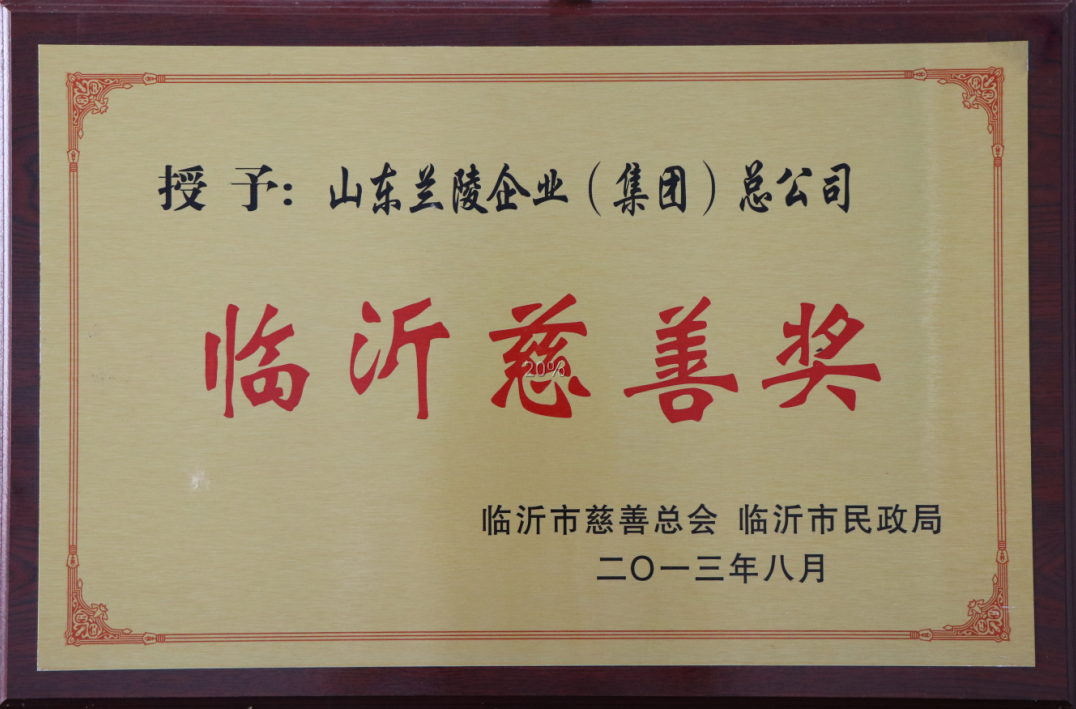 授予：山东兰陵企业（集团）总公司
临沂慈善奖
20%
临沂市慈善总会 临沂市民政局
二〇一三年八月